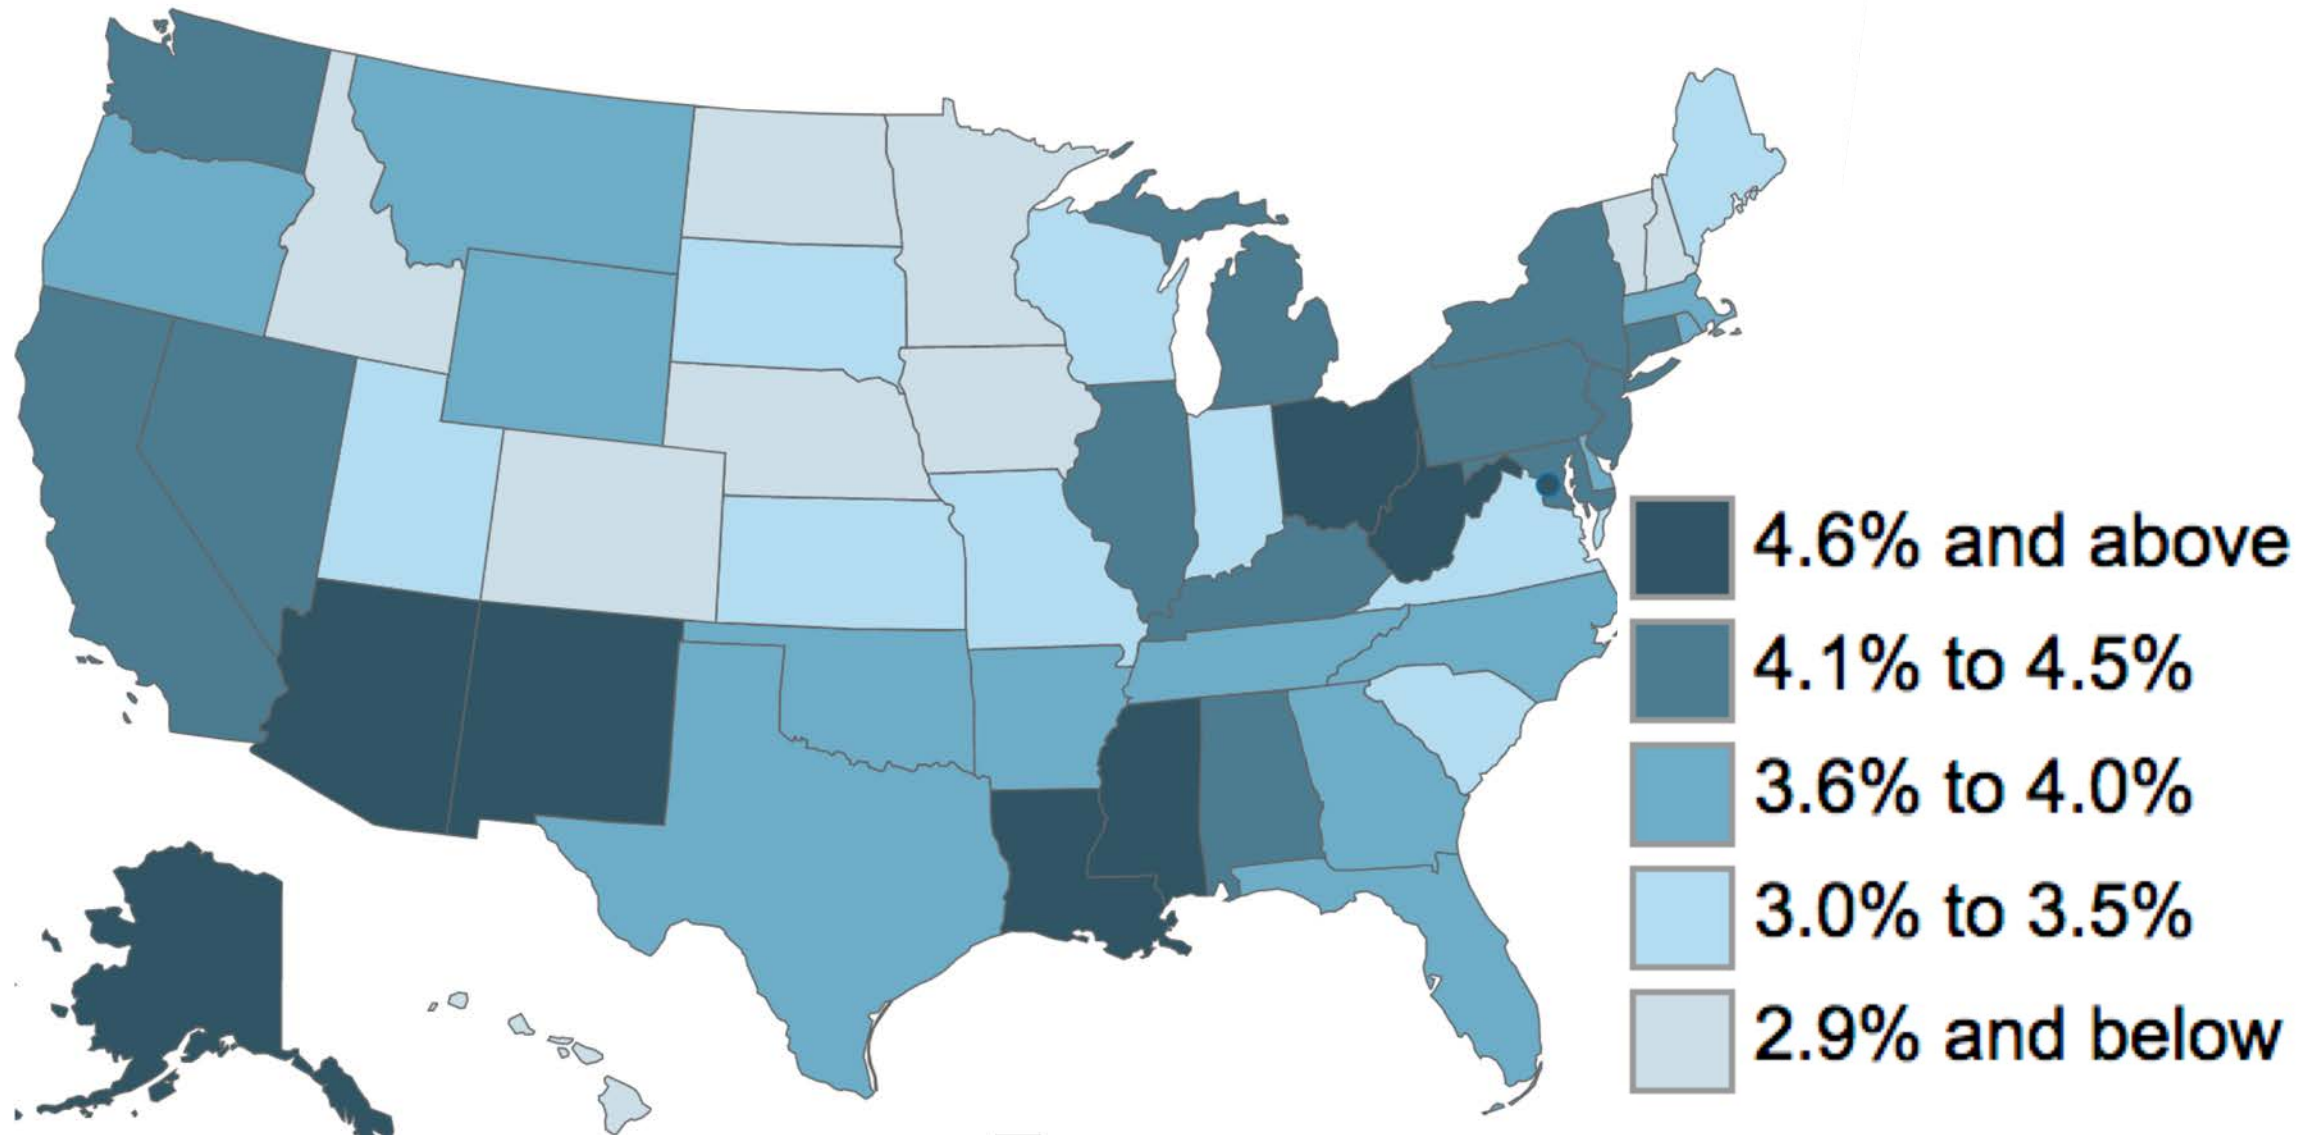 4.6% and above
4.1% to 4.5%
3.6% to 4.0%
3.0% to 3.5%
2.9% and below